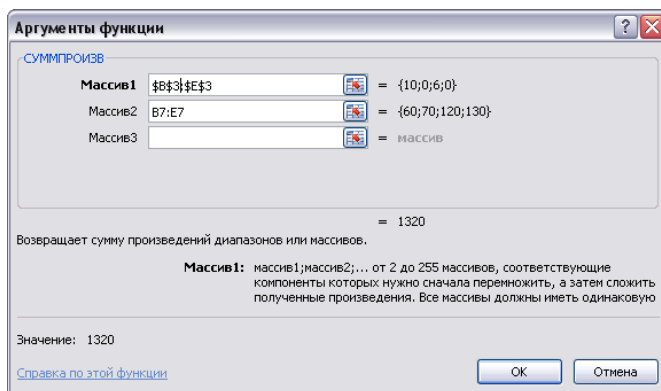 Аргументы функции
СУММПРОИЗВ
Массив1 $B$3:$E$3 = {10;0;6;0}
Массив2 B7:E7 = {60;70;120;130}
Массив3 = массив
= 1320
Возвращает сумму произведений диапазонов или массивов.
Массив1: массив1;массив2;... от 2 до 255 массивов, соответствующие
компоненты которых нужно сначала перемножить, а затем сложить
полученные произведения. Все массивы должны иметь одинаковую
Значение: 1320
Справка по этой функции
ОК
Отмена